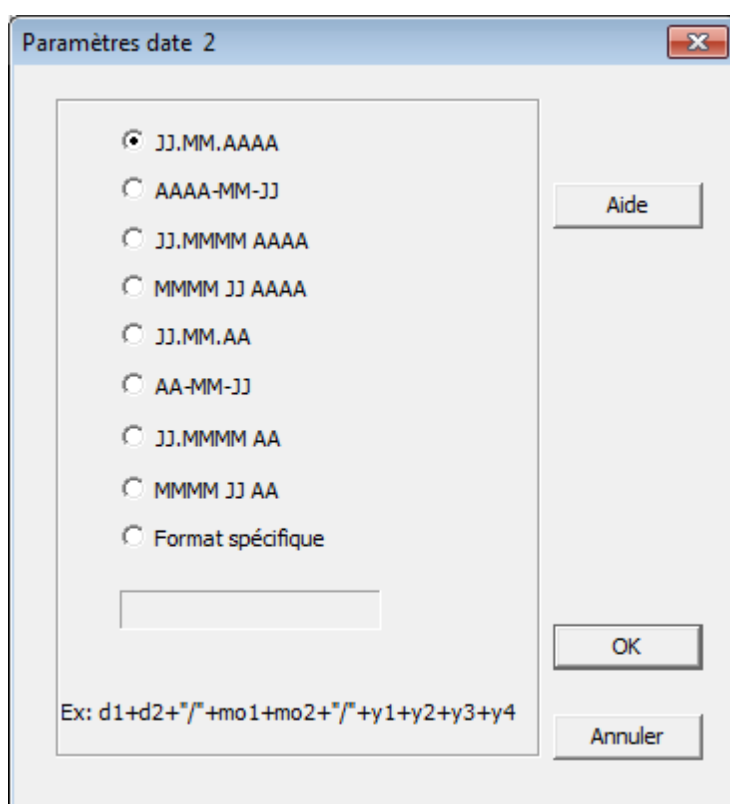 Paramètres date 2
JJ.MM.AAAA
AAAA-MM-JJ
JJ.MMMM AAAA
MMMM JJ AAAA
JJ.MM.AA
AA-MM-JJ
JJ.MMMM AA
MMMM JJ AA
Format spécifique
Ex: d1+d2+"/"+mo1+mo2+"/"+y1+y2+y3+y4
Aide
OK
Annuler